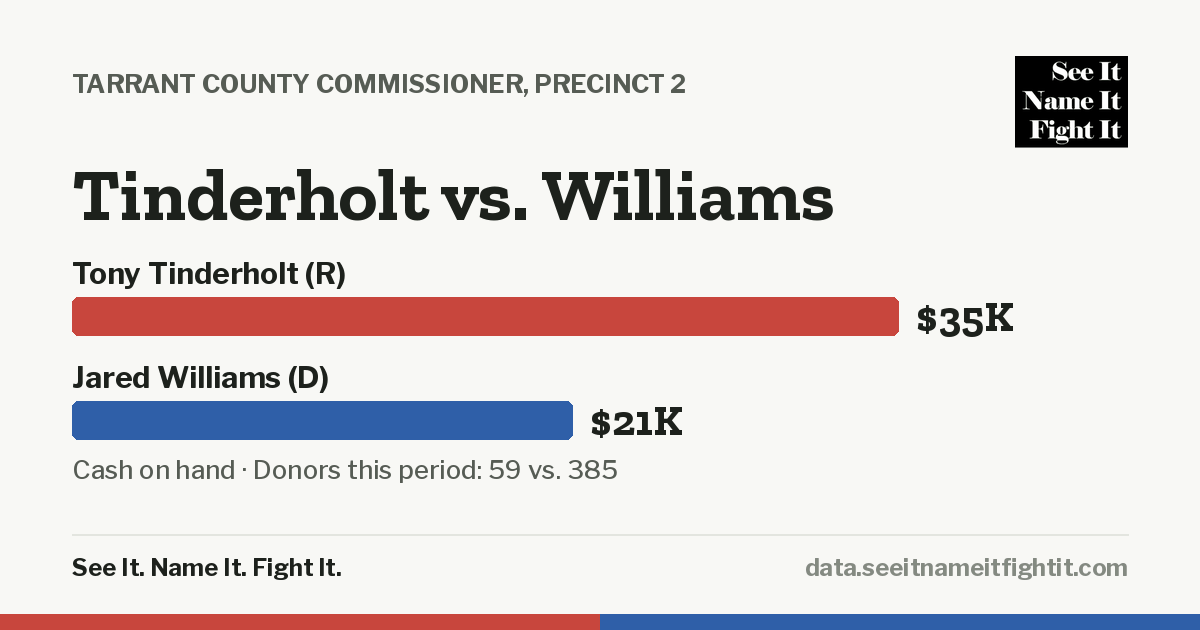 TARRANT COUNTY COMMISSIONER, PRECINCT 2
See It
Name It
Fight It
Tinderholt vs. Williams
Tony Tinderholt (R)
$35K
Jared Williams (D)
$21K
Cash on hand · Donors this period: 59 vs. 385
See It. Name It. Fight It.
data.seeitnameitfightit.com